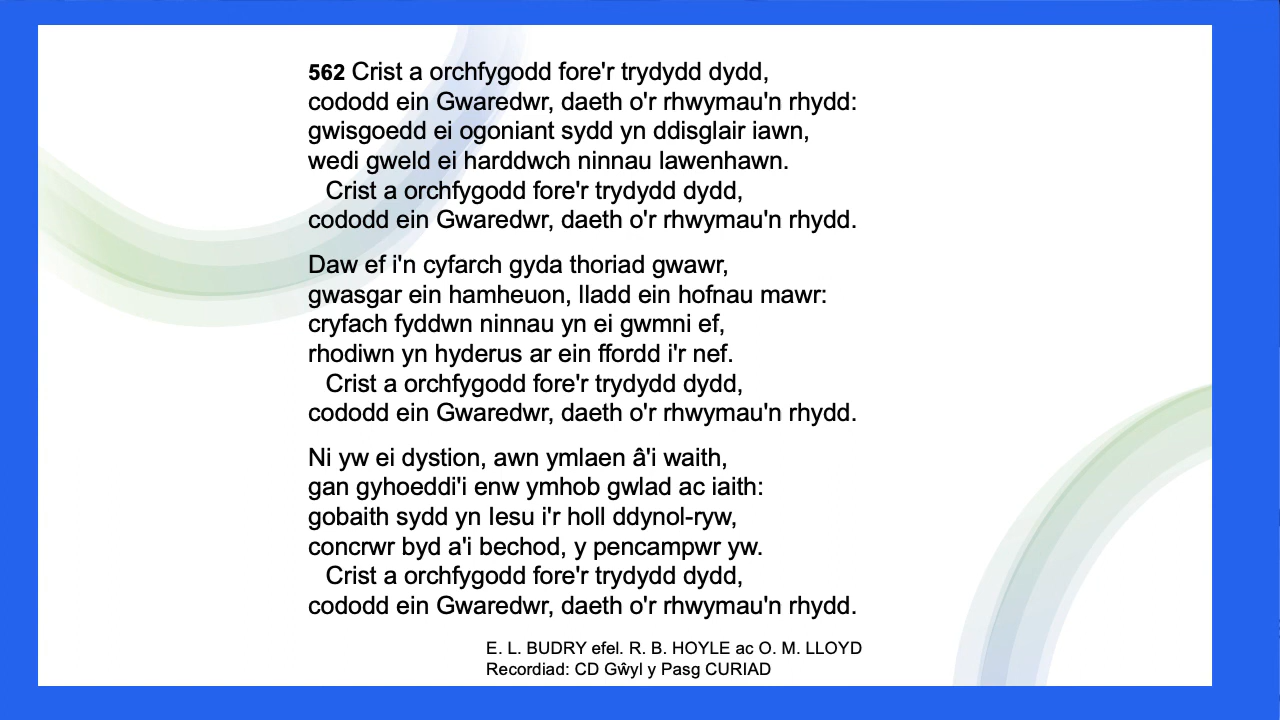 562 Crist a orchfygodd fore'r trydydd dydd,
cododd ein Gwaredwr, daeth o'r rhwymau'n rhydd:
gwisgoedd ei ogoniant sydd yn ddisglair iawn,
wedi gweld ei harddwch ninnau lawenhawn.
Crist a orchfygodd fore'r trydydd dydd,
cododd ein Gwaredwr, daeth o'r rhwymau'n rhydd.
Daw ef i'n cyfarch gyda thoriad gwawr,
gwasgar ein hamheuon, lladd ein hofnau mawr:
cryfach fyddwn ninnau yn ei gwmni ef,
rhodiwn yn hyderus ar ein ffordd i'r nef.
Crist a orchfygodd fore'r trydydd dydd,
cododd ein Gwaredwr, daeth o'r rhwymau'n rhydd.
Ni yw ei dystion, awn ymlaen â'i waith,
gan gyhoeddi'i enw ymhob gwlad ac iaith:
gobaith sydd yn Iesu i'r holl ddynol-ryw,
concrwr byd a'i bechod, y pencampwr yw.
Crist a orchfygodd fore'r trydydd dydd,
cododd ein Gwaredwr, daeth o'r rhwymau'n rhydd.
E. L. BUDRY efel. R. B. HOYLE ac O. M. LLOYD
Recordiad: CD Gŵyl y Pasg CURIAD